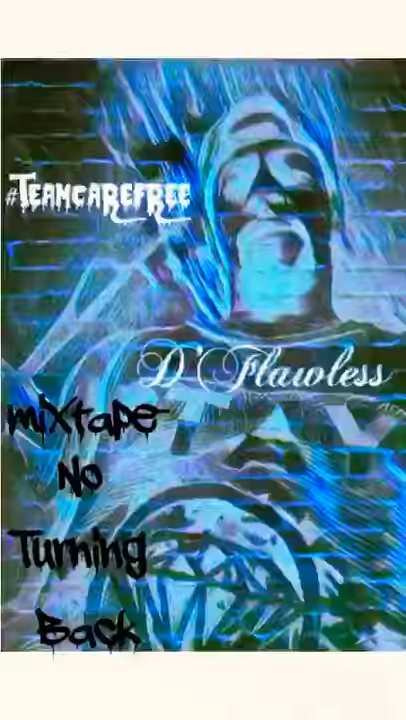 #TEAMCAREFREE
D'Flawless
mixtape
No
Turning
Back